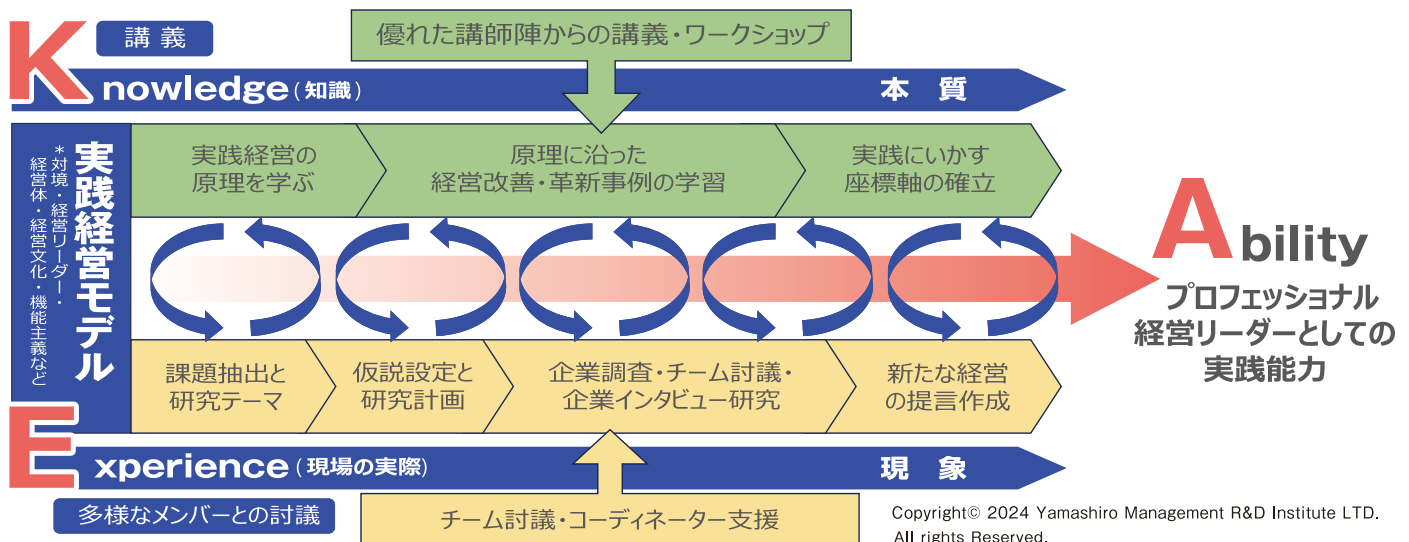 講 義
優れた講師陣からの講義・ワークショップ
Knowledge(知識)
本 質
実践経営モデル
*対境・経営リーダー・
経営体・経営文化・機能主義など
実践経営の
原理を学ぶ
原理に沿った
経営改善・革新事例の学習
実践にいかす
座標軸の確立
Ability
プロフェッショナル
経営リーダーとしての
実践能力
課題抽出と
研究テーマ
仮説設定と
研究計画
企業調査・チーム討議・
企業インタビュー研究
新たな経営
の提言作成
Experience(現場の実際)
現 象
多様なメンバーとの討議
チーム討議・コーディネーター支援
Copyright© 2024 Yamashiro Management R&D Institute LTD.
All rights Reserved.